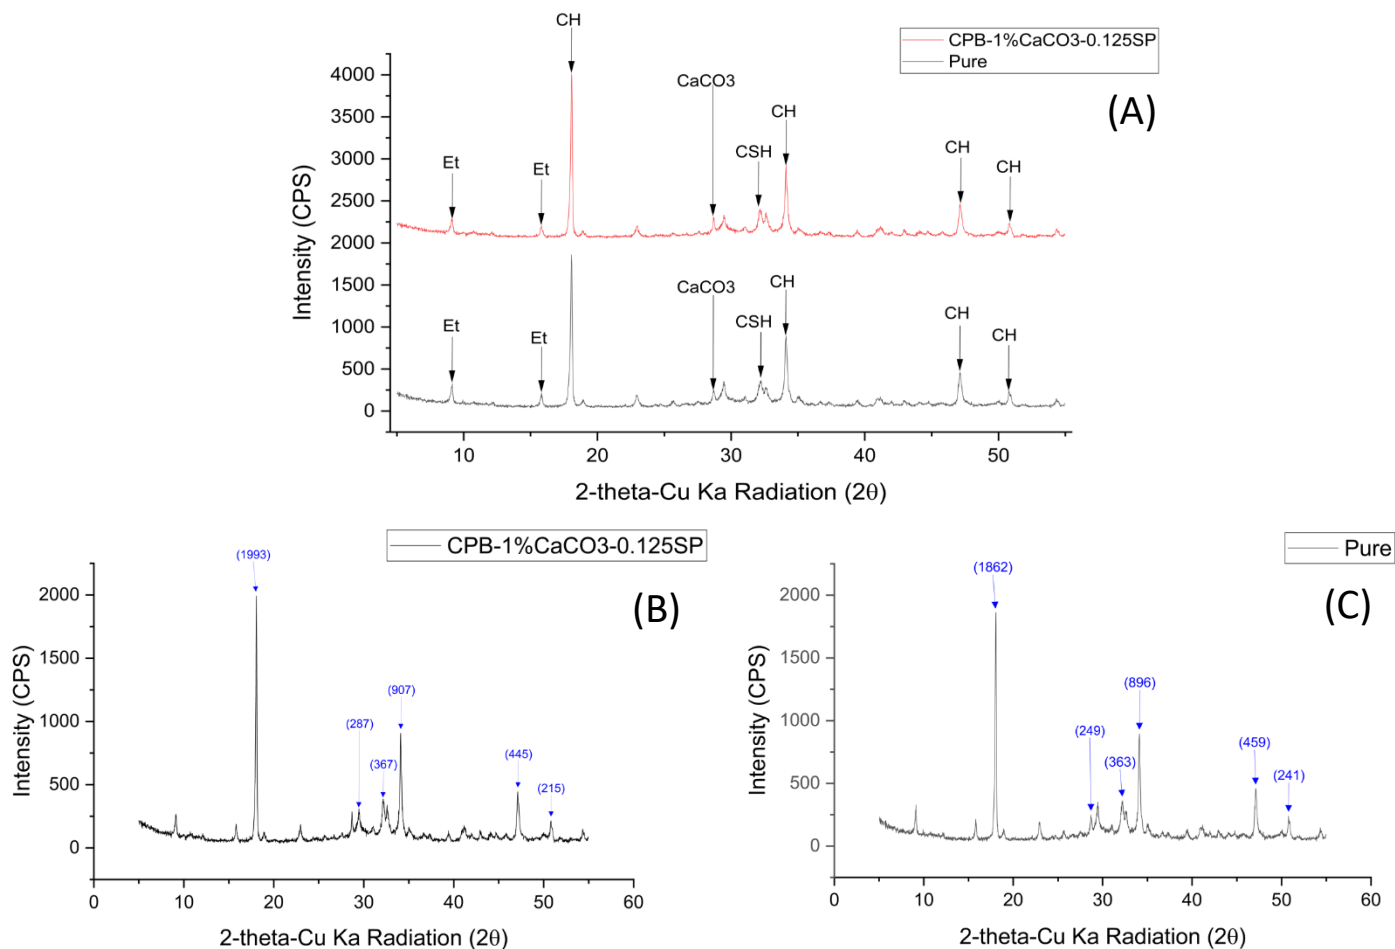 CPB-1%CaCO3-0.125SP
Pure
(A)
Intensity (CPS)
4000
3500
3000
2500
2000
1500
1000
500
0
CH
CaCO3
CH
CSH
Et
Et
CH
CH
CaCO3
CH
CSH
Et
Et
CH
CH
10 20 30 40 50
2-theta-Cu Ka Radiation (2θ)
CPB-1%CaCO3-0.125SP
(B)
Intensity (CPS)
2000
1500
1000
500
0
(1993)
(907)
(287)
(367)
(445)
(215)
0 10 20 30 40 50 60
2-theta-Cu Ka Radiation (2θ)
Pure
(C)
Intensity (CPS)
2000
1500
1000
500
0
(1862)
(896)
(249)
(363)
(459)
(241)
0 10 20 30 40 50 60
2-theta-Cu Ka Radiation (2θ)